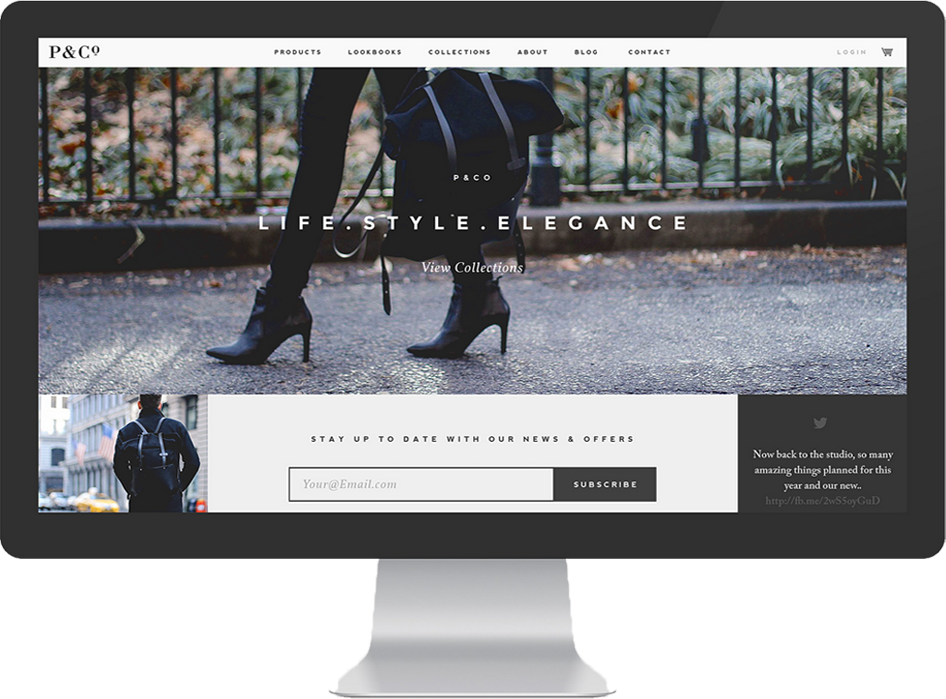 P&Cº
PRODUCTS LOOKBOOKS COLLECTIONS ABOUT BLOG CONTACT LOGIN
P&CO
LIFE.STYLE.ELEGANCE
View Collections
STAY UP TO DATE WITH OUR NEWS & OFFERS
Your@Email.com
SUBSCRIBE
Now back to the studio, so many
amazing things planned for this
year and our new..
http://fb.me/2wS5oyGuD